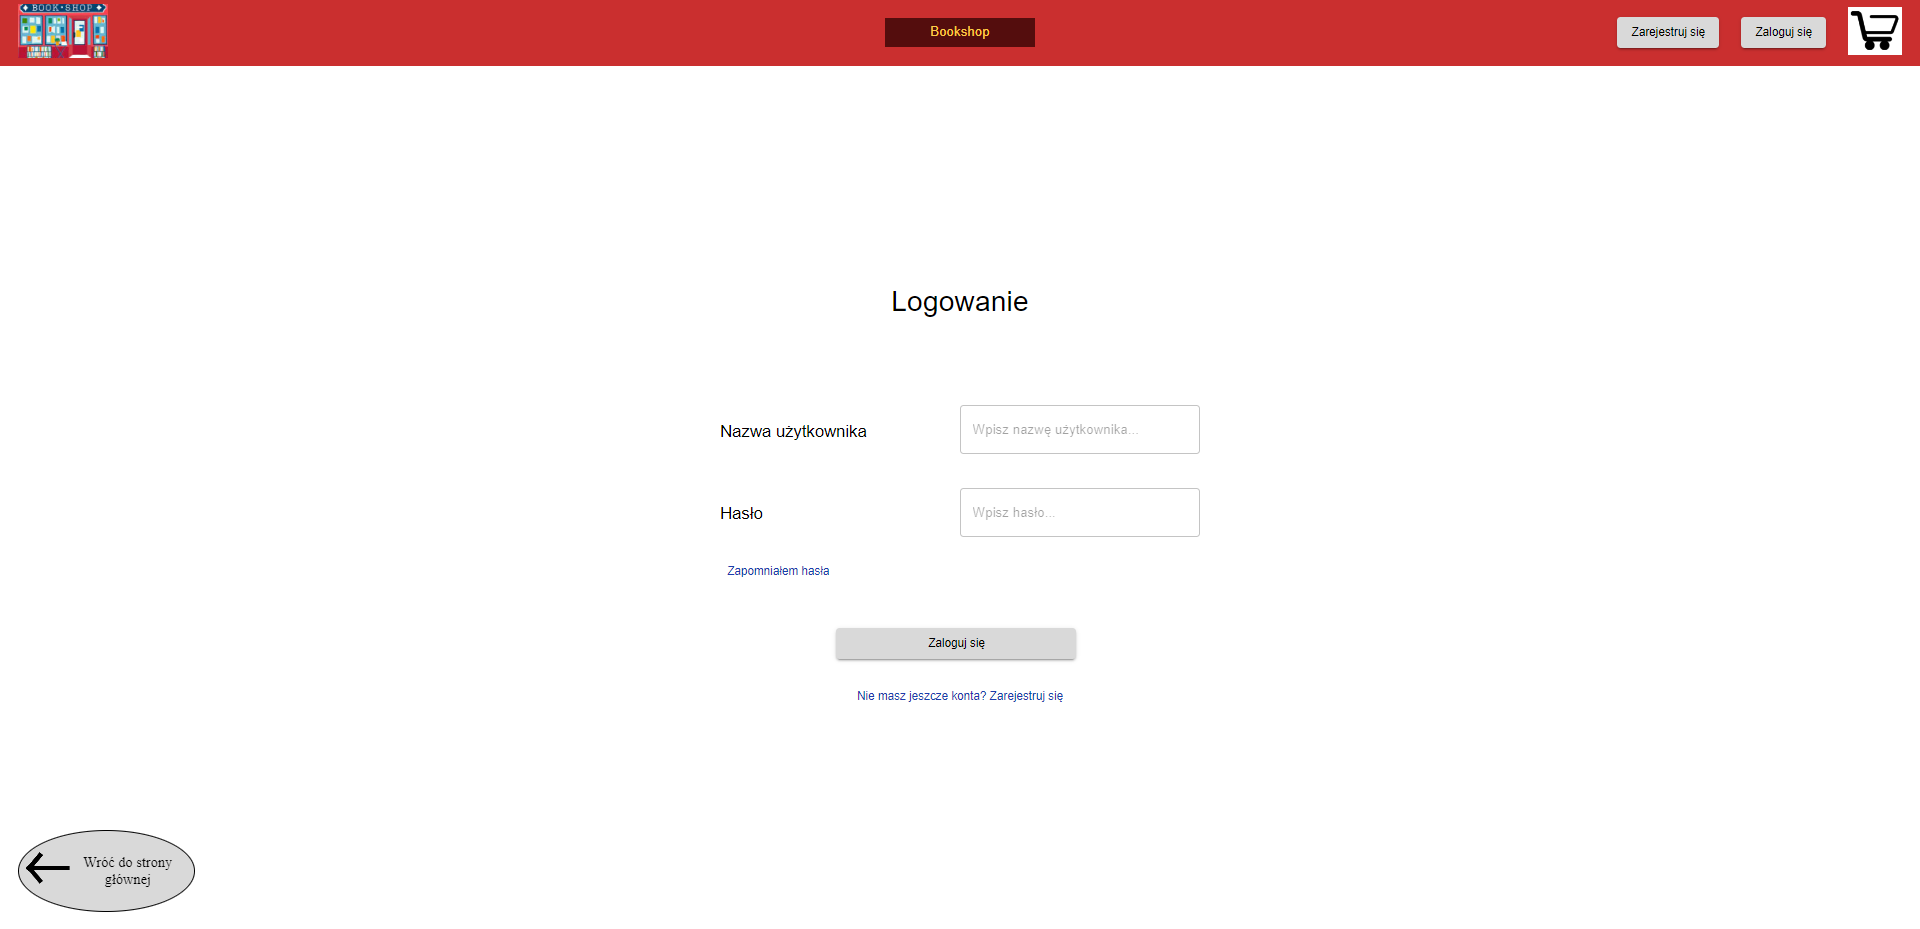 BOOK•SHOP
Bookshop
Zarejestruj się
Zaloguj się
Logowanie
Nazwa użytkownika
Wpisz nazwę użytkownika...
Hasło
Wpisz hasło...
Zapomniałem hasła
Zaloguj się
Nie masz jeszcze konta? Zarejestruj się
Wróć do strony
głównej